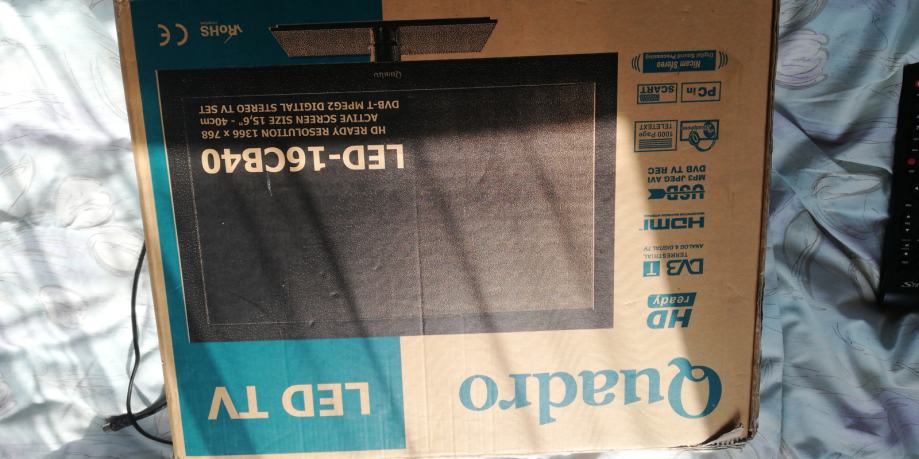 Quadro
LED TV
LED-16CB40
HD READY RESOLUTION 1366 x 768
ACTIVE SCREEN SIZE 15,6" - 40cm
DVB-T MPEG2 DIGITAL STEREO TV SET
Quadro
HD
ready
DVB T
TERRESTRIAL
ANALOG & DIGITAL TV
HDMI
USB
MP3 JPEG AVI
DVB TV REC
1000 Page
TELETEXT
PC in
SCART
Nicam Stereo
Digital Sound Processing
CE
RoHS